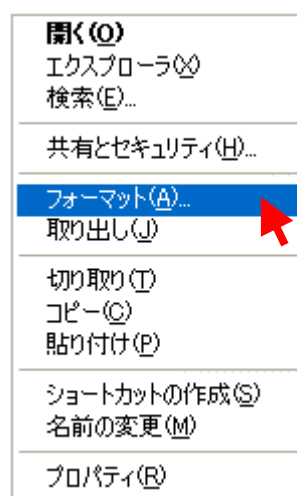 開く(O)
エクスプローラ(X)
検索(E)...
共有とセキュリティ(H)...
フォーマット(A)...
取り出し(J)
切り取り(T)
コピー(C)
貼り付け(P)
ショートカットの作成(S)
名前の変更(M)
プロパティ(R)